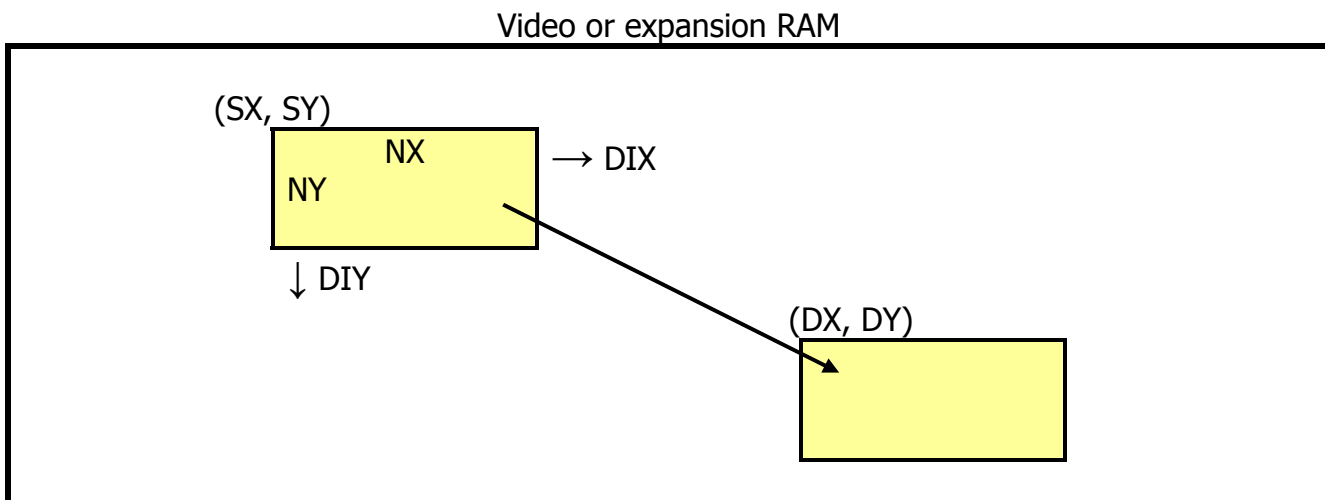 Video or expansion RAM
(SX, SY)
NX
→ DIX
NY
↓ DIY
(DX, DY)